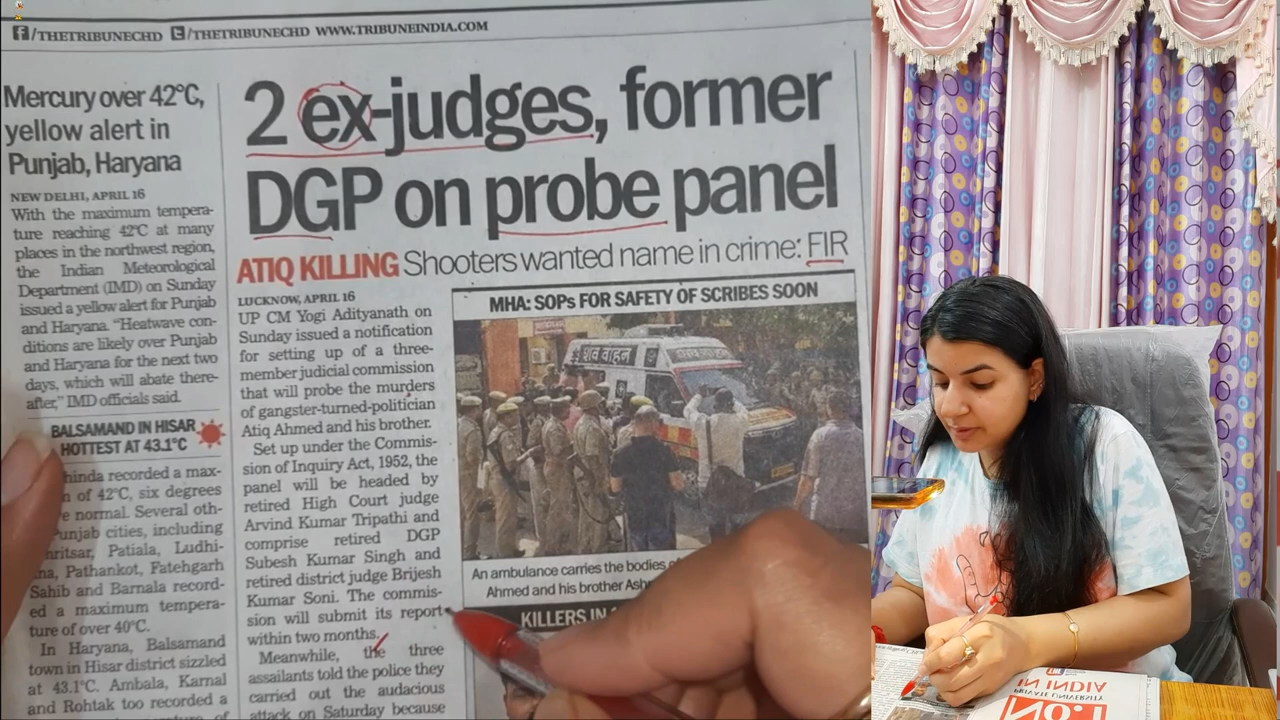 /THETRIBUNECHD /THETRIBUNECHD WWW.TRIBUNEINDIA.COM
Mercury over 42°C,
yellow alert in
Punjab, Haryana
NEW DELHI, APRIL 16
With the maximum tempera-
ture reaching 42°C at many
places in the northwest region,
the Indian Meteorological
Department (IMD) on Sunday
issued a yellow alert for Punjab
and Haryana. “Heatwave con-
ditions are likely over Punjab
and Haryana for the next two
days, which will abate there-
after,” IMD officials said.
BALSAMAND IN HISAR
HOTTEST AT 43.1°C
recorded a max-
of 42°C, six degrees
normal. Several oth-
cities, including
Patiala, Ludhi-
Pathankot, Fatehgarh
Sahib and Barnala record-
ed a maximum tempera-
ture of over 40°C.
In Haryana, Balsamand
town in Hisar district sizzled
at 43.1°C. Ambala, Karnal
and Rohtak too recorded a
2 ex-judges, former
DGP on probe panel
ATIQ KILLING Shooters wanted name in crime: FIR
LUCKNOW, APRIL 16
UP CM Yogi Adityanath on
Sunday issued a notification
for setting up of a three-
member judicial commission
that will probe the murders
of gangster-turned-politician
Atiq Ahmed and his brother.
Set up under the Commis-
sion of Inquiry Act, 1952, the
panel will be headed by
retired High Court judge
Arvind Kumar Tripathi and
comprise retired DGP
Subesh Kumar Singh and
retired district judge Brijesh
Kumar Soni. The commis-
sion will submit its report
within two months.
Meanwhile, the three
assailants told the police they
carried out the audacious
attack on Saturday because
MHA: SOPs FOR SAFETY OF SCRIBES SOON
शव वाहन
An ambulance carries the bodies
Ahmed and his brother
KILLERS IN
NO.1
PRIVATE UNIVERSITY
IN INDIA